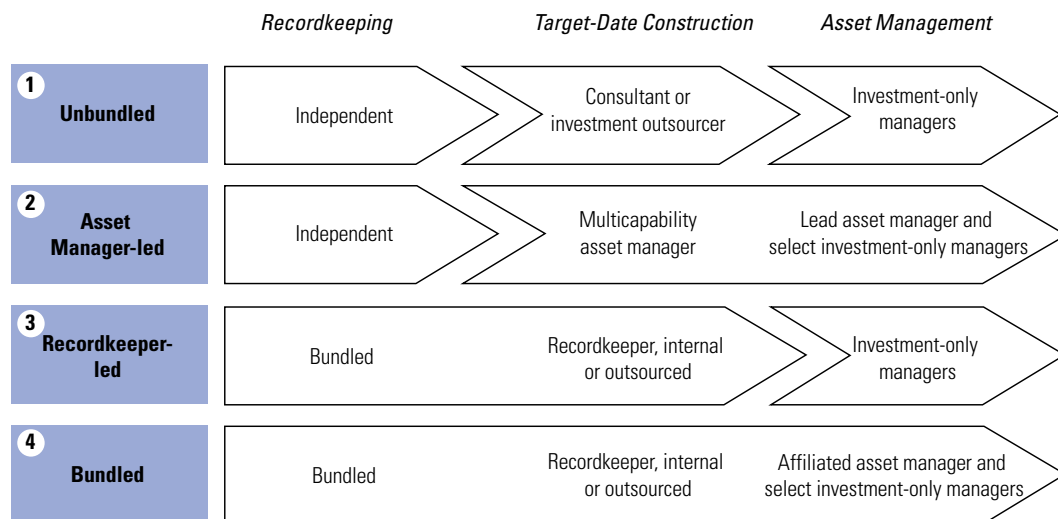 Recordkeeping Target-Date Construction Asset Management
1
Unbundled
Independent
Consultant or
investment outsourcer
Investment-only
managers
2
Asset
Manager-led
Independent
Multicapability
asset manager
Lead asset manager and
select investment-only managers
3
Recordkeeper-
led
Bundled
Recordkeeper, internal
or outsourced
Investment-only
managers
4
Bundled
Bundled
Recordkeeper, internal
or outsourced
Affiliated asset manager and
select investment-only managers